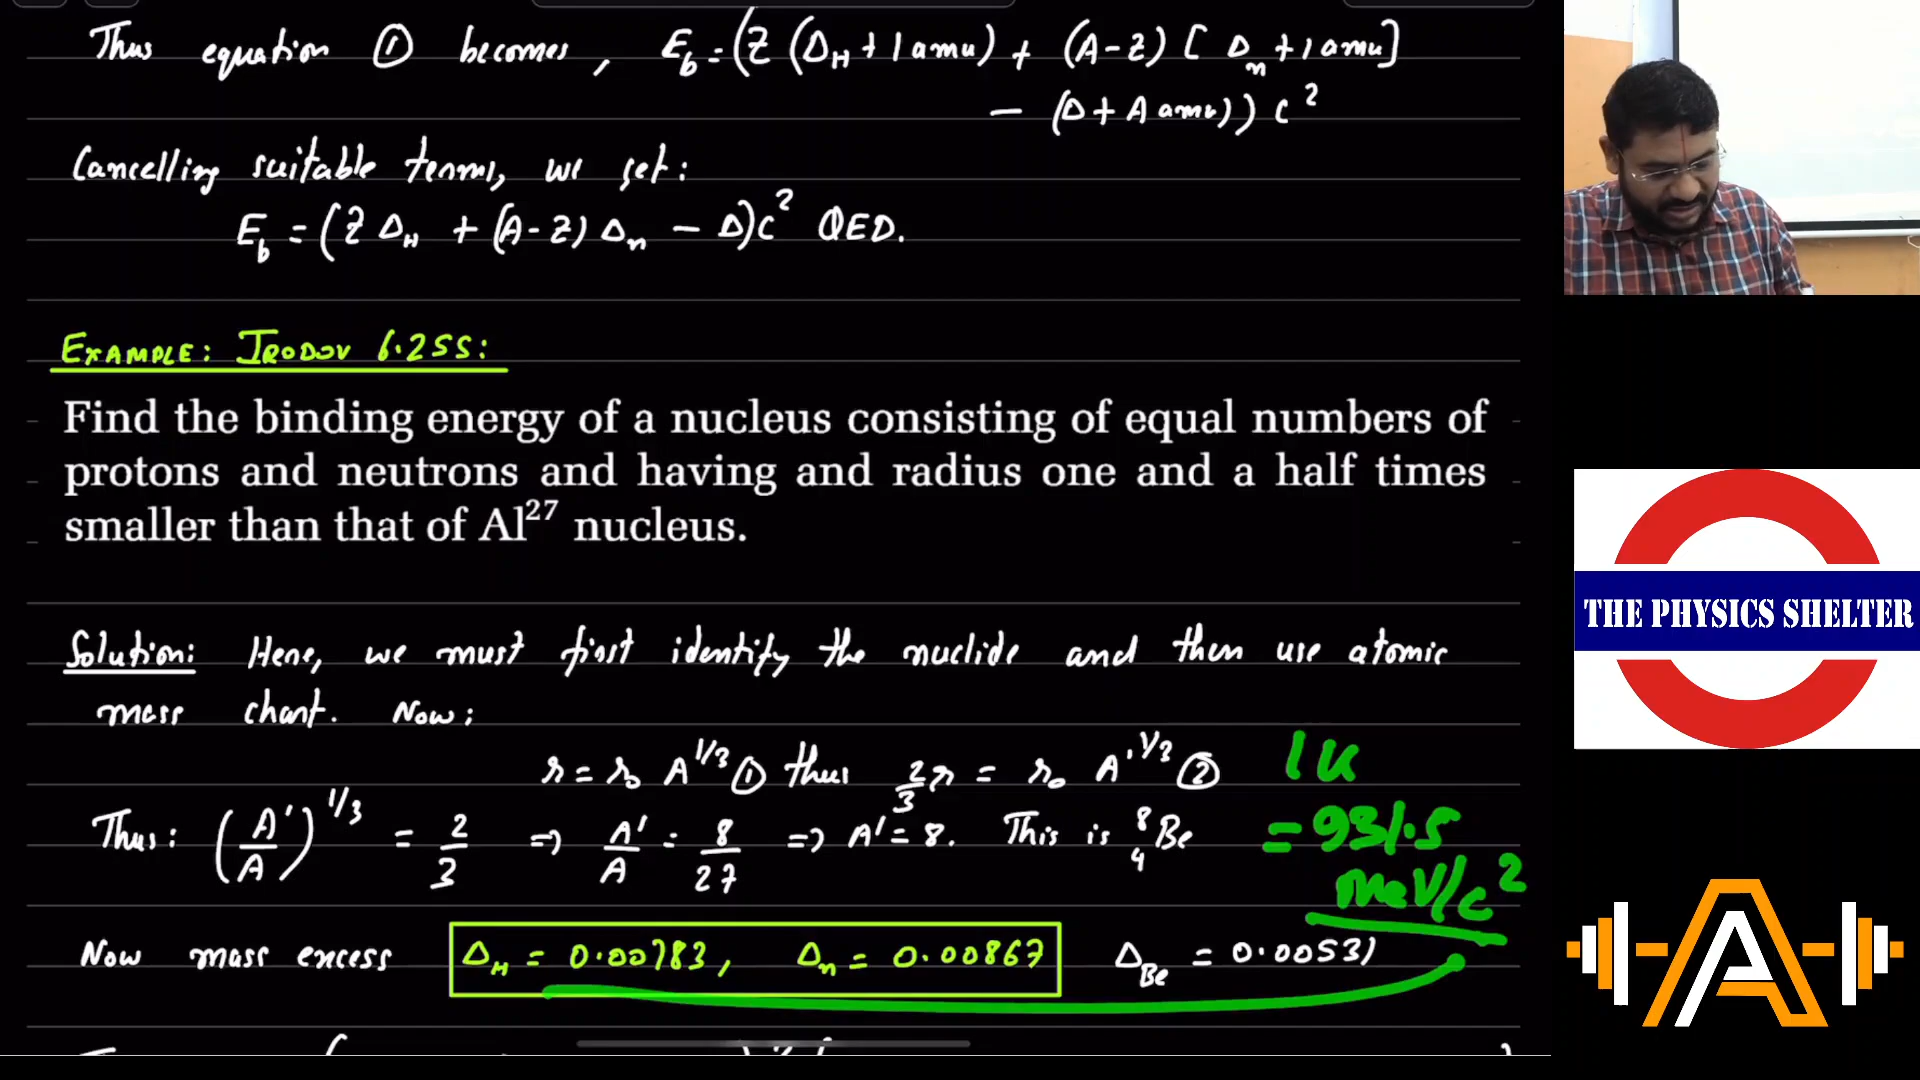 Thus equation ① becomes, E_b = (Z (Δ_H + 1 amu) + (A-Z) [ Δ_n + 1 amu]
- (Δ + A amu)) c²
Cancelling suitable terms, we get:
E_b = (Z Δ_H + (A-Z) Δ_n - Δ)c² QED.
EXAMPLE: IRODOV 6.255:
Find the binding energy of a nucleus consisting of equal numbers of
protons and neutrons and having and radius one and a half times
smaller than that of Al²⁷ nucleus.
Solution: Here, we must first identify the nuclide and then use atomic
mass chart. Now:
r = r₀ A^1/3 ① thus 2/3 r = r₀ A'^1/3 ②
1 u
Thus: (A'/A)^1/3 = 2/3 => A'/A = 8/27 => A' = 8. This is ⁸₄Be
= 931.5
MeV/c²
Now mass excess Δ_H = 0.00783, Δ_n = 0.00867 Δ_Be = 0.00531
THE PHYSICS SHELTER